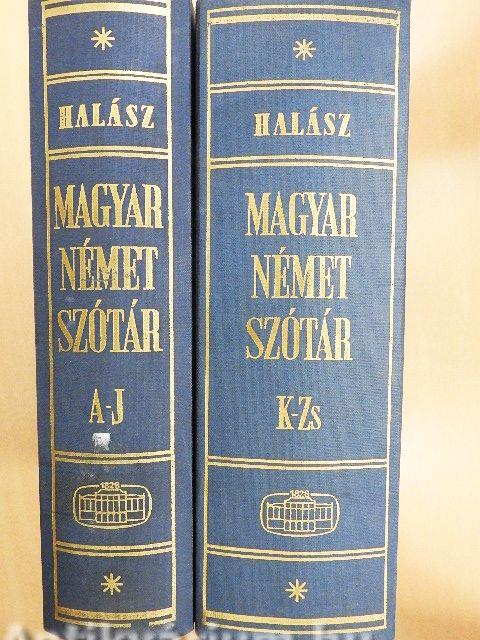 HALÁSZ
MAGYAR
NÉMET
SZÓTÁR
A-J
1828
HALÁSZ
MAGYAR
NÉMET
SZÓTÁR
K-Zs
1828